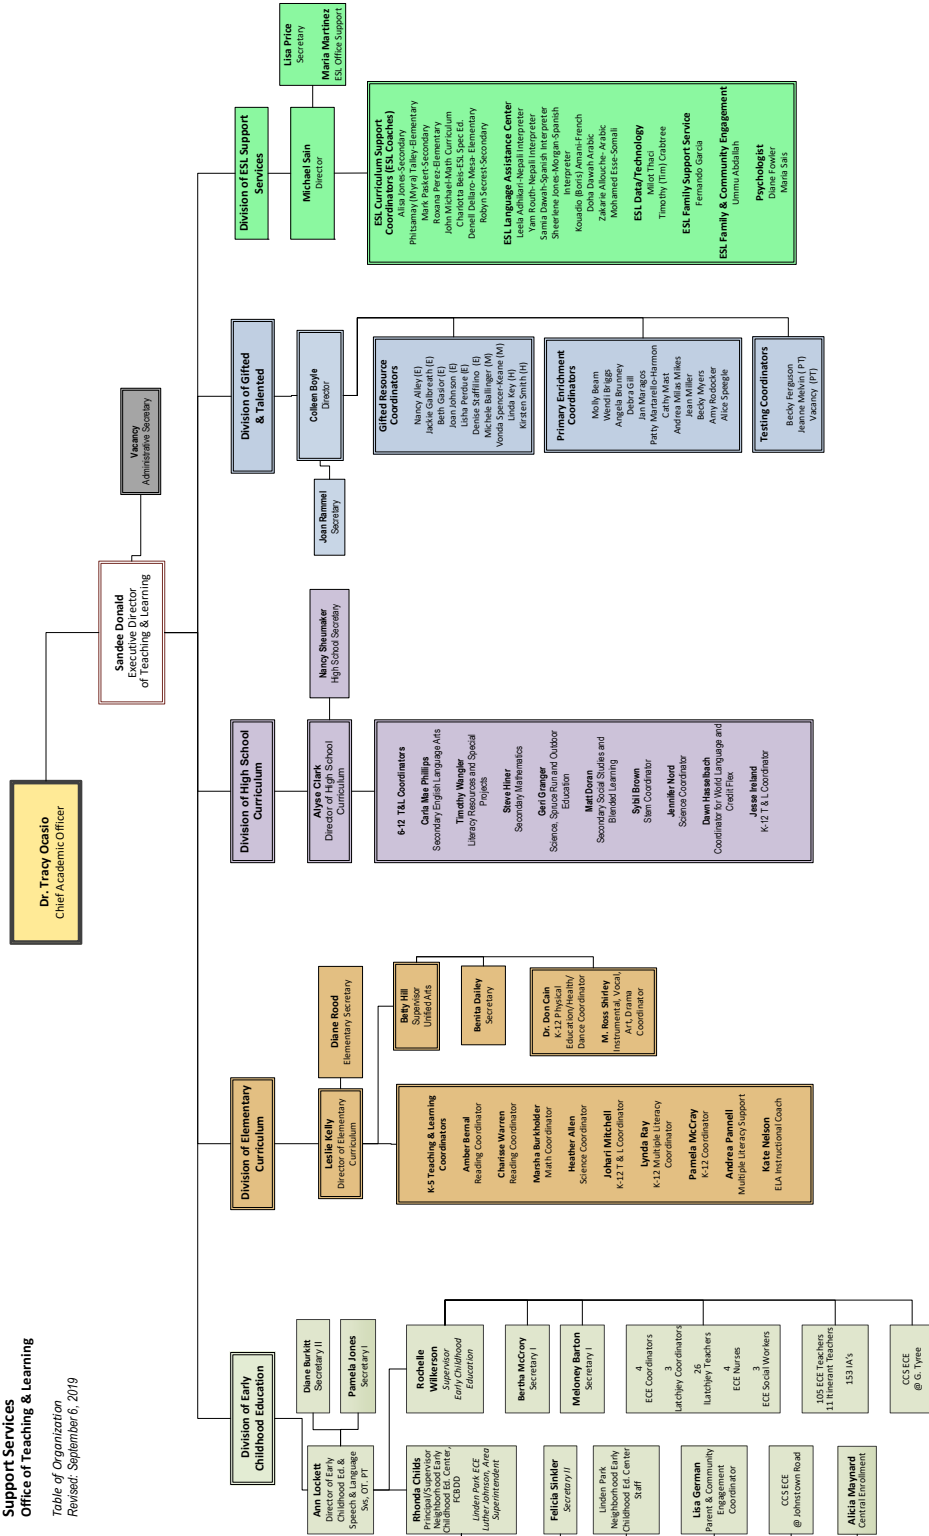 Support Services
Office of Teaching & Learning
Table of Organization
Revised: September 6, 2019
Dr. Tracy Ocasio
Chief Academic Officer
Sandee Donald
Executive Director
of Teaching & Learning
Vacancy
Administrative Secretary
Division of Early
Childhood Education
Ann Lockett
Director of Early
Childhood Ed. &
Speech & Language
Svs, OT. PT
Diane Burkitt
Secretary II
Pamela Jones
Secretary I
Rhonda Childs
Principal/Supervisor
Neighborhood Early
Childhood Ed. Center,
FCBDD
Linden Park ECE
Luther Johnson, Area
Superintendent
Felicia Sinkler
Secretary II
Linden Park
Neighborhood Early
Childhood Ed. Center
Staff
Lisa German
Parent & Community
Engagement
Coordinator
CCS ECE
@ Johnstown Road
Alicia Maynard
Central Enrollment
Rochelle
Wilkerson
Supervisor
Early Childhood
Education
Bertha McCrory
Secretary I
Meloney Barton
Secretary I
4
ECE Coordinators
3
Latchjey Coordinators
26
lLatchjey Teachers
4
ECE Nurses
3
ECE Social Workers
105 ECE Teachers
11 Itinerant Teachers
153 IA's
CCS ECE
@ G. Tyree
Division of Elementary
Curriculum
Leslie Kelly
Director of Elementary
Curriculum
Diane Rood
Elementary Secretary
K-5 Teaching & Learning
Coordinators
Amber Bernal
Reading Coordinator
Charisse Warren
Reading Coordinator
Marsha Burkholder
Math Coordinator
Heather Allen
Science Coordinator
Johari Mitchell
K-12 T & L Coordinator
Lynda Ray
K-12 Multiple Literacy
Coordinator
Pamela McCray
K-12 Coordinator
Andrea Pannell
Multiple Literacy Support
Kate Nelson
ELA Instructional Coach
Betty Hill
Supervisor
Unified Arts
Benita Dailey
Secretary
Dr. Don Cain
K-12 Physical
Education/Health/
Dance Coordinator
M. Ross Shirley
Instrumental, Vocal,
Art, Drama
Coordinator
Division of High School
Curriculum
Alyse Clark
Director of High School
Curriculum
Nancy Sheumaker
High School Secretary
6-12 T&L Coordinators
Carla Mae Phillips
Secondary English Language Arts
Timothy Wangler
Literacy Resources and Special
Projects
Steve Hiner
Secondary Mathematics
Geri Granger
Science, Spruce Run and Outdoor
Education
Matt Doran
Secondary Social Studies and
Blended Learning
Sybil Brown
Stem Coordinator
Jennifer Nord
Science Coordinator
Dawn Hasselbach
Coordinator for World Language and
Credit Flex
Jesse Ireland
K-12 T & L Coordinator
Division of Gifted
& Talented
Colleen Boyle
Director
Joan Rammel
Secretary
Gifted Resource
Coordinators
Nancy Alley (E)
Jackie Galbreath (E)
Beth Gasior (E)
Joan Johnson (E)
Lisha Perdue (E)
Denise Staffilino (E)
Michele Ballinger (M)
Vonda Spencer-Keane (M)
Linda Key (H)
Kirsten Smith (H)
Primary Enrichment
Coordinators
Molly Beam
Wendi Briggs
Angela Brunney
Debra Gill
Jan Maragos
Patty Martarello-Harmon
Cathy Mast
Andrea Millas Mikes
Jean Miller
Becky Myers
Amy Rodocker
Alice Speegle
Testing Coordinators
Becky Ferguson
Jeanne Melvin ( PT)
Vacancy (PT)
Division of ESL Support
Services
Michael Sain
Director
Lisa Price
Secretary
Maria Martinez
ESL Office Support
ESL Curriculum Support
Coordinators (ESL Coaches)
Alisa Jones-Secondary
Phitsamay (Myra) Talley-Elementary
Mark Paskert-Secondary
Roxana Perez-Elementary
John Michael-Math Curriculum
Charlotta Beis-ESL Spec Ed.
Denell Dellaro-Mesa- Elementary
Robyn Secrest-Secondary
ESL Language Assistance Center
Leela Adhikari-Nepali Interpreter
Yam Routh-Nepali Interpreter
Samra Dawah-Spanish Interpreter
Sheerlene Jones-Morgan-Spanish
Interpreter
Kouadio (Boris) Amani-French
Doha Dawah Arabic
Zakarie Allouche- Arabic
Mohamed Esse-Somali
ESL Data/Technology
Milot Thaci
Timothy (Tim) Crabtree
ESL Family Support Service
Fernando Garcia
ESL Family & Community Engagement
Ummu Abdallah
Psychologist
Diane Fowler
Maria Sais